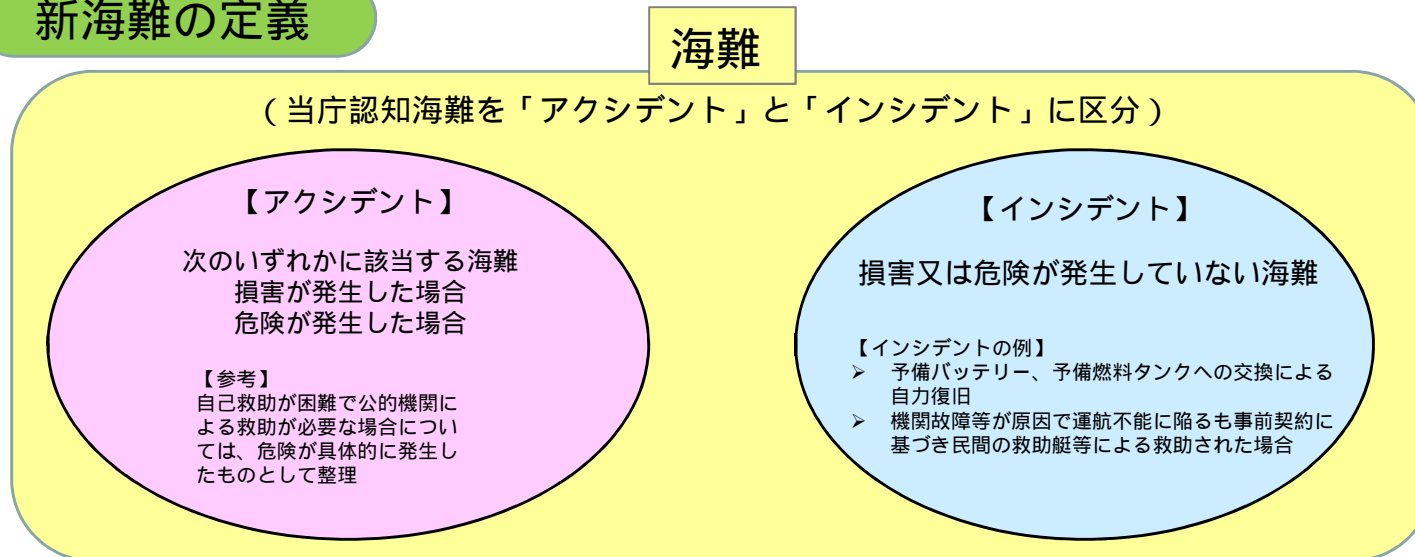 新海難の定義
海難
(当庁認知海難を「アクシデント」と「インシデント」に区分)
【アクシデント】
次のいずれかに該当する海難
損害が発生した場合
危険が発生した場合
【参考】
自己救助が困難で公的機関に
よる救助が必要な場合につい
ては、危険が具体的に発生し
たものとして整理
【インシデント】
損害又は危険が発生していない海難
【インシデントの例】
➢ 予備バッテリー、予備燃料タンクへの交換による
自力復旧
➢ 機関故障等が原因で運航不能に陥るも事前契約に
基づき民間の救助艇等による救助された場合